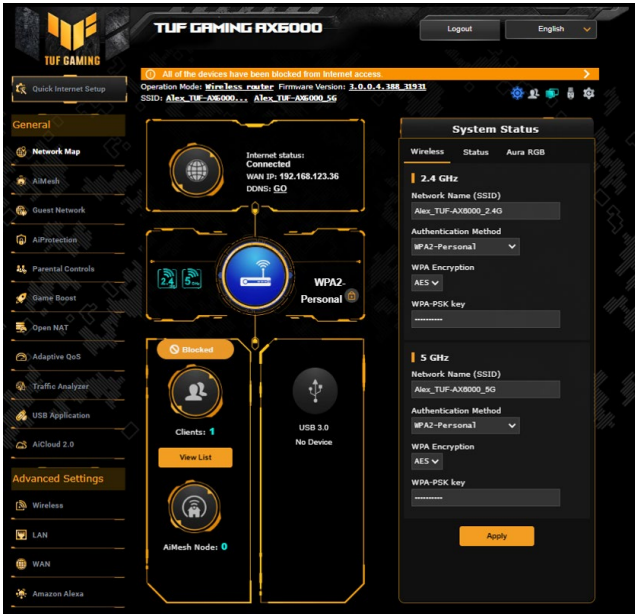 TUF GAMING
TUF GAMING AX6000
Logout
English
All of the devices have been blocked from Internet access.
Operation Mode: Wireless router Firmware Version: 3.0.0.4.388_31931
SSID: Alex_TUF-AX6000... Alex_TUF-AX6000_5G
Quick Internet Setup
General
Network Map
AiMesh
Guest Network
AiProtection
Parental Controls
Game Boost
Open NAT
Adaptive QoS
Traffic Analyzer
USB Application
AiCloud 2.0
Advanced Settings
Wireless
LAN
WAN
Amazon Alexa
Internet status:
Connected
WAN IP: 192.168.123.36
DDNS: GO
2.4
5
WPA2-
Personal
Blocked
Clients: 1
View List
AiMesh Node: 0
USB 3.0
No Device
System Status
Wireless Status Aura RGB
2.4 GHz
Network Name (SSID)
Alex_TUF-AX6000_2.4G
Authentication Method
WPA2-Personal
WPA Encryption
AES
WPA-PSK key
----------
5 GHz
Network Name (SSID)
Alex_TUF-AX6000_5G
Authentication Method
WPA2-Personal
WPA Encryption
AES
WPA-PSK key
----------
Apply